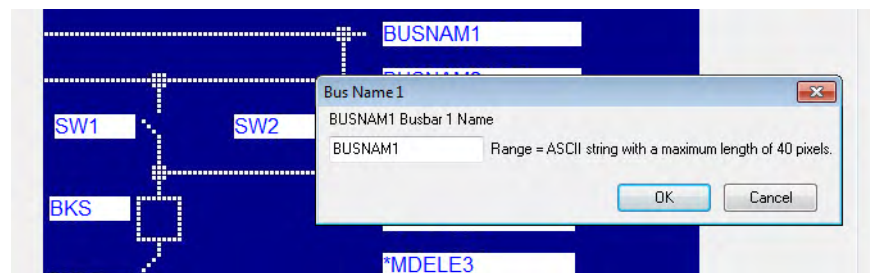 BUSNAM1
Bus Name 1
BUSNAM1 Busbar 1 Name
SW1
SW2
BUSNAM1
Range = ASCII string with a maximum length of 40 pixels.
OK
Cancel
BKS
*MDELE3